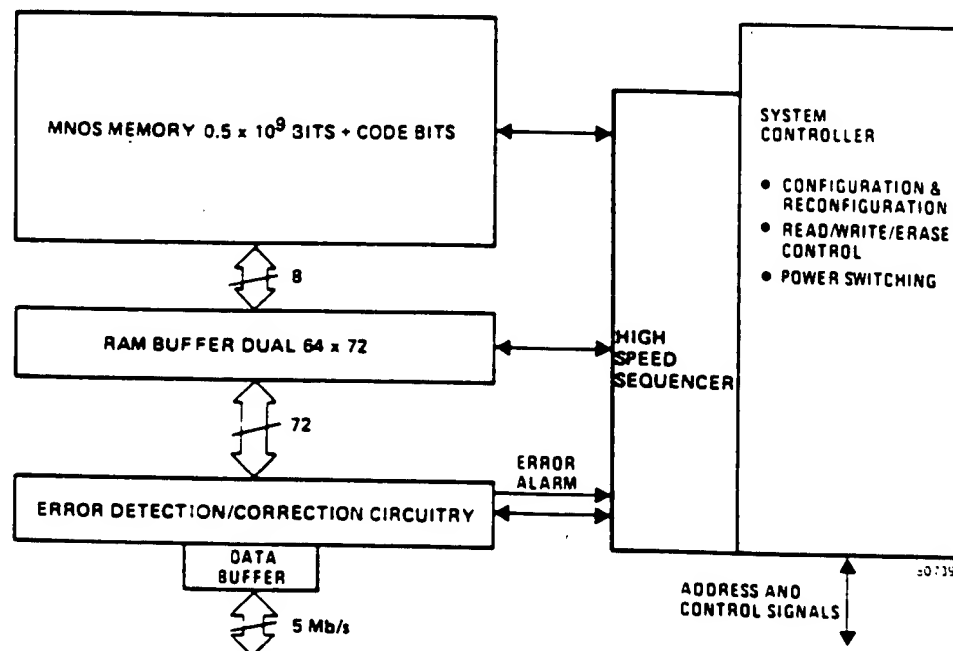 MNOS MEMORY 0.5 x 10⁹ 3ITS + CODE BITS
8
RAM BUFFER DUAL 64 x 72
72
ERROR DETECTION/CORRECTION CIRCUITRY
DATA
BUFFER
5 Mb/s
ERROR
ALARM
HIGH
SPEED
SEQUENCER
SYSTEM
CONTROLLER
• CONFIGURATION &
RECONFIGURATION
• READ/WRITE/ERASE
CONTROL
• POWER SWITCHING
ADDRESS AND
CONTROL SIGNALS